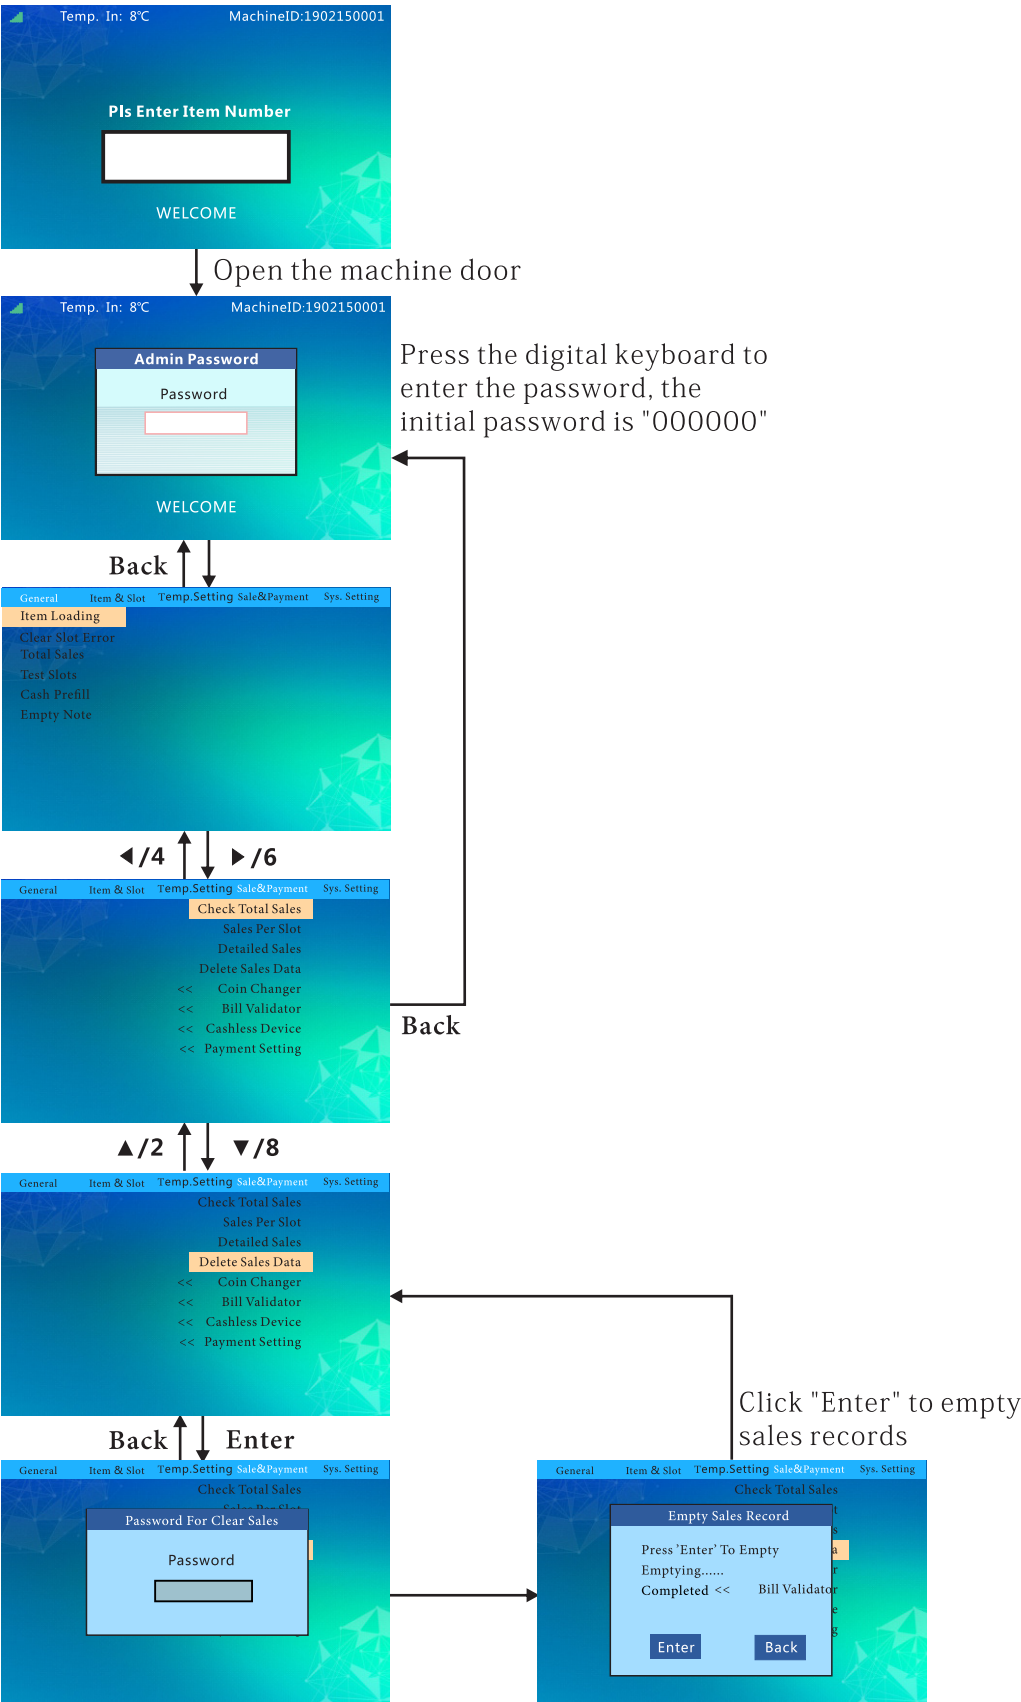 Temp. In: 8℃ MachineID:1902150001
Pls Enter Item Number
WELCOME
Open the machine door
Temp. In: 8℃ MachineID:1902150001
Admin Password
Password
WELCOME
Press the digital keyboard to
enter the password, the
initial password is "000000"
Back
General Item & Slot Temp.Setting Sale&Payment Sys. Setting
Item Loading
Clear Slot Error
Total Sales
Test Slots
Cash Prefill
Empty Note
◀/4 ▶/6
General Item & Slot Temp.Setting Sale&Payment Sys. Setting
Check Total Sales
Sales Per Slot
Detailed Sales
Delete Sales Data
<< Coin Changer
<< Bill Validator
<< Cashless Device
<< Payment Setting
Back
▲/2 ▼/8
General Item & Slot Temp.Setting Sale&Payment Sys. Setting
Check Total Sales
Sales Per Slot
Detailed Sales
Delete Sales Data
<< Coin Changer
<< Bill Validator
<< Cashless Device
<< Payment Setting
Click "Enter" to empty
sales records
Back Enter
General Item & Slot Temp.Setting Sale&Payment Sys. Setting
Check Total Sales
Password For Clear Sales
Password
General Item & Slot Temp.Setting Sale&Payment Sys. Setting
Check Total Sales
Empty Sales Record
Press 'Enter' To Empty
Emptying......
Completed << Bill Validator
Enter Back